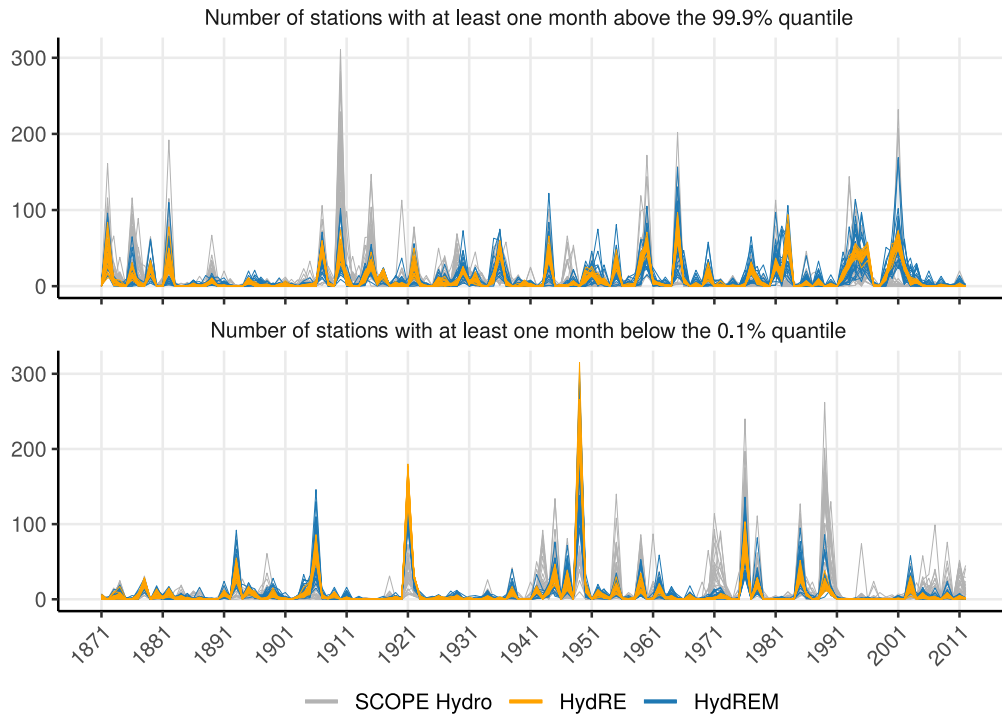 Number of stations with at least one month above the 99.9% quantile
300
200
100
0
Number of stations with at least one month below the 0.1% quantile
300
200
100
0
1871 1881 1891 1901 1911 1921 1931 1941 1951 1961 1971 1981 1991 2001 2011
SCOPE Hydro HydRE HydREM